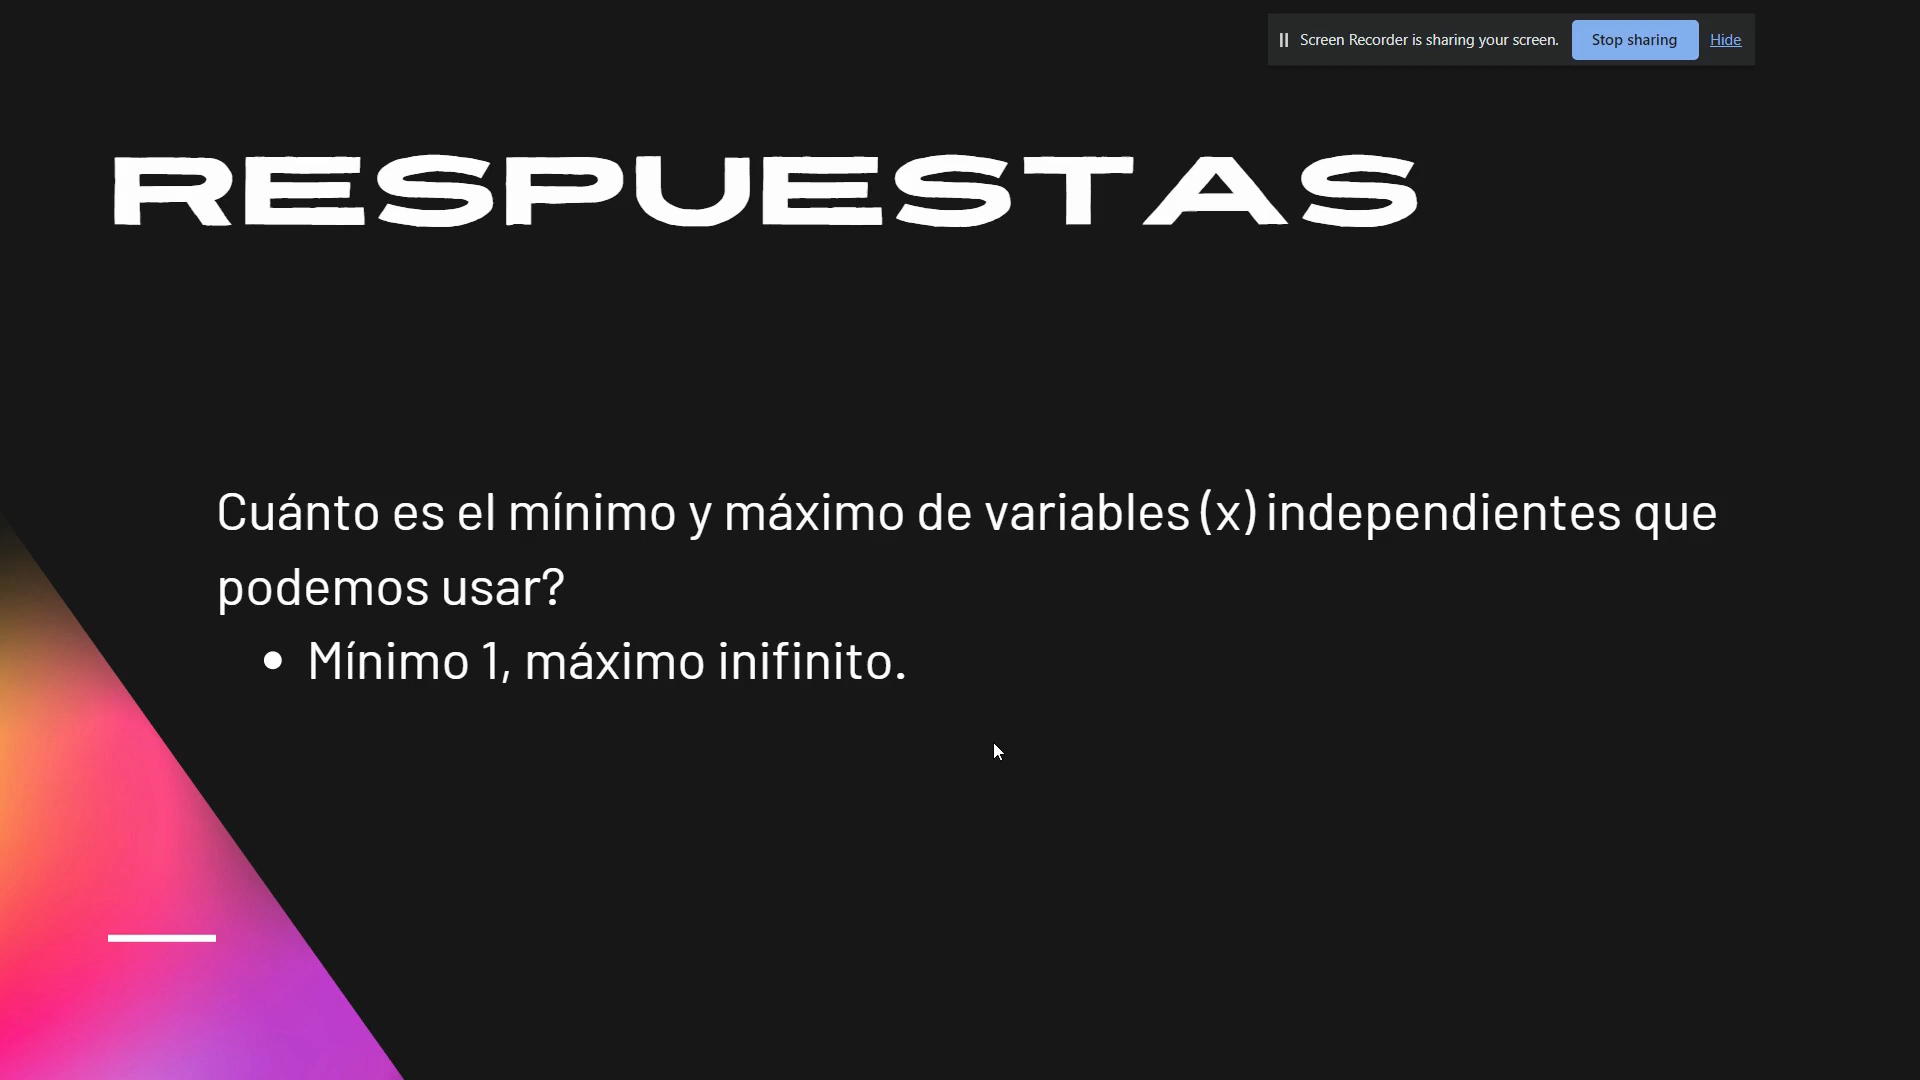 Screen Recorder is sharing your screen. Stop sharing Hide
RESPUESTAS
Cuánto es el mínimo y máximo de variables (x) independientes que
podemos usar?
• Mínimo 1, máximo inifinito.